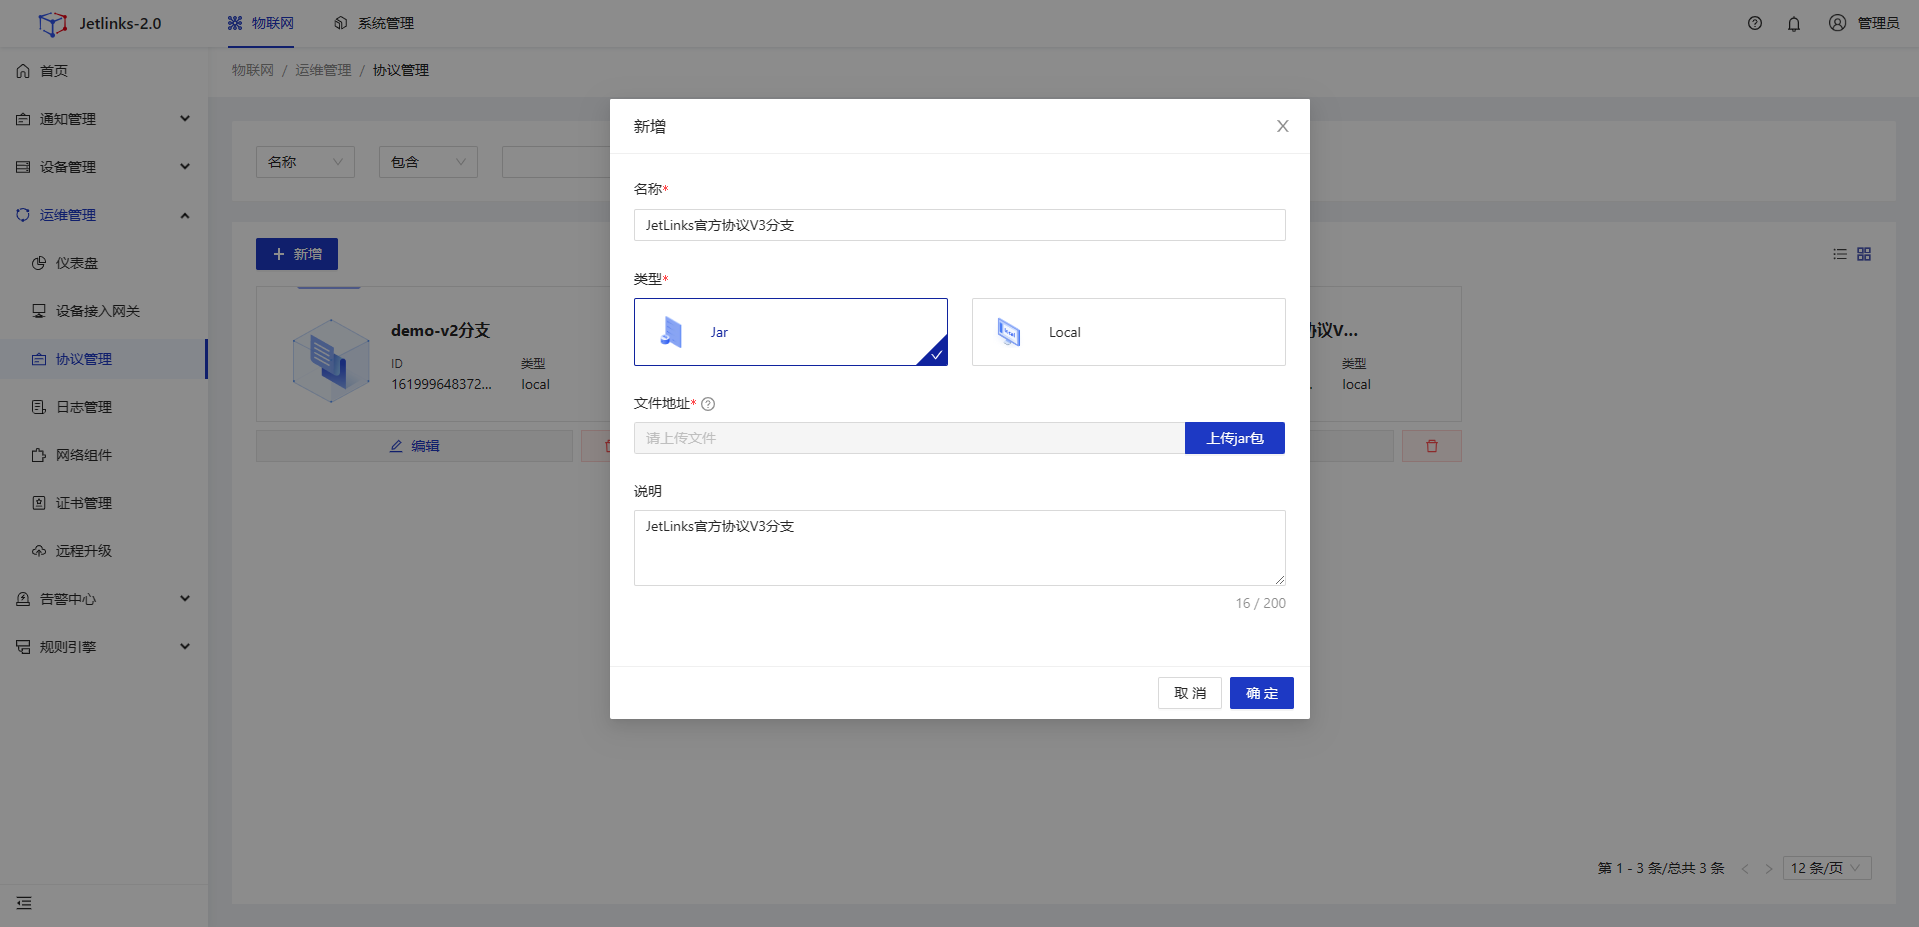 Jetlinks-2.0
物联网
系统管理
管理员
首页
通知管理
设备管理
运维管理
仪表盘
设备接入网关
协议管理
日志管理
网络组件
证书管理
远程升级
告警中心
规则引擎
物联网 / 运维管理 / 协议管理
名称
包含
新增
demo-v2分支
ID
类型
161999648372...
local
编辑
协议V...
类型
local
第 1 - 3 条/总共 3 条
12 条/页
新增
名称*
JetLinks官方协议V3分支
类型*
Jar
Local
文件地址*
请上传文件
上传jar包
说明
JetLinks官方协议V3分支
16 / 200
取 消
确 定